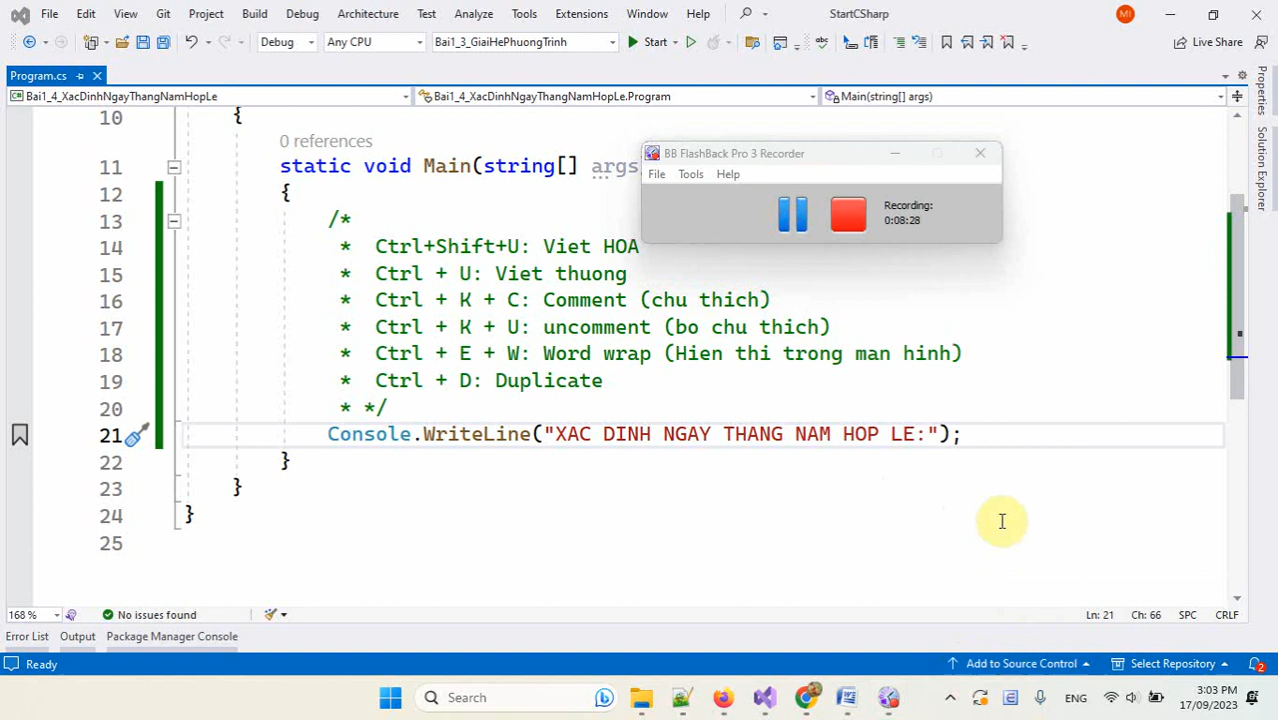 File Edit View Git Project Build Debug Architecture Test Analyze Tools Extensions Window Help StartCSharp MI
Debug Any CPU Bai1_3_GiaiHePhuongTrinh Start Live Share
Program.cs
Bai1_4_XacDinhNgayThangNamHopLe Bai1_4_XacDinhNgayThangNamHopLe.Program Main(string[] args)
Properties
Solution Explorer
10 {
0 references
11 static void Main(string[] args
12 {
13 /*
14 * Ctrl+Shift+U: Viet HOA
15 * Ctrl + U: Viet thuong
16 * Ctrl + K + C: Comment (chu thich)
17 * Ctrl + K + U: uncomment (bo chu thich)
18 * Ctrl + E + W: Word wrap (Hien thi trong man hinh)
19 * Ctrl + D: Duplicate
20 * */
21 Console.WriteLine("XAC DINH NGAY THANG NAM HOP LE:");
22 }
23 }
24 }
25
BB FlashBack Pro 3 Recorder
File Tools Help
Recording:
0:08:28
168 % No issues found Ln: 21 Ch: 66 SPC CRLF
Error List Output Package Manager Console
Ready Add to Source Control Select Repository 2
Search ENG 3:03 PM
17/09/2023